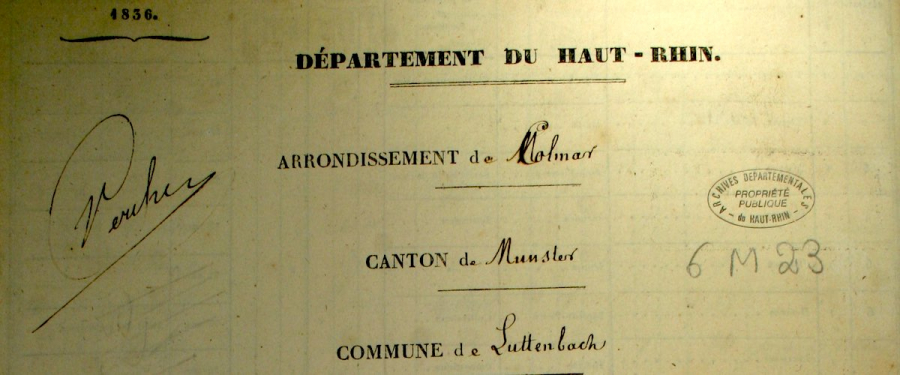 1836.
DÉPARTEMENT DU HAUT-RHIN.
ARRONDISSEMENT de Colmar
ARCHIVES DÉPARTEMENTALES
PROPRIÉTÉ
PUBLIQUE
- du HAUT-RHIN -
CANTON de Munster
6 M 23
COMMUNE de Luttenbach